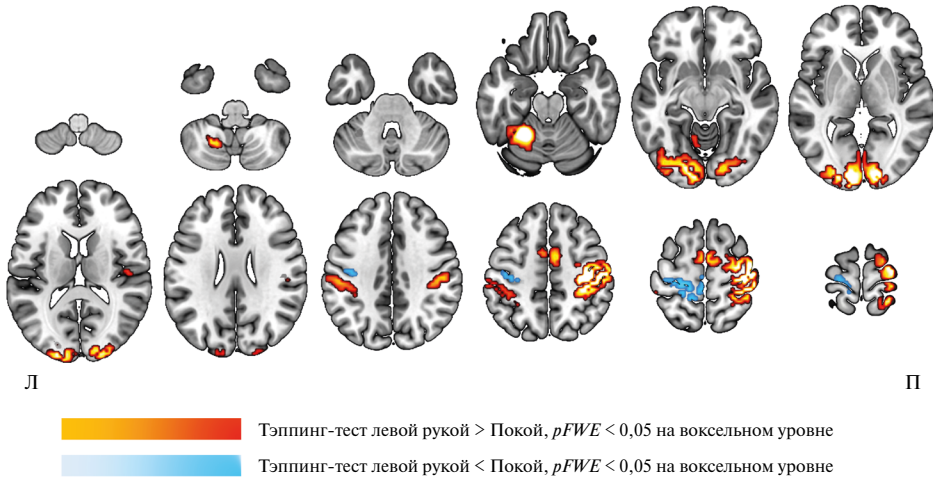 Л
П
Тэппинг-тест левой рукой > Покой, pFWE < 0,05 на воксельном уровне
Тэппинг-тест левой рукой < Покой, pFWE < 0,05 на воксельном уровне